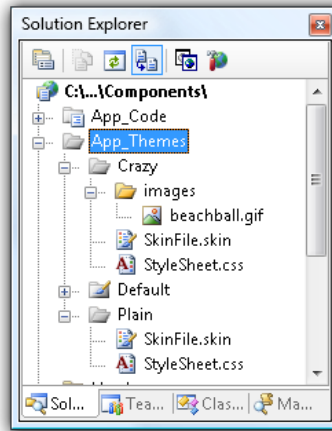 Solution Explorer
C:\...\Components\
App_Code
App_Themes
Crazy
images
beachball.gif
SkinFile.skin
StyleSheet.css
Default
Plain
SkinFile.skin
StyleSheet.css
Sol... Tea... Clas... Ma...